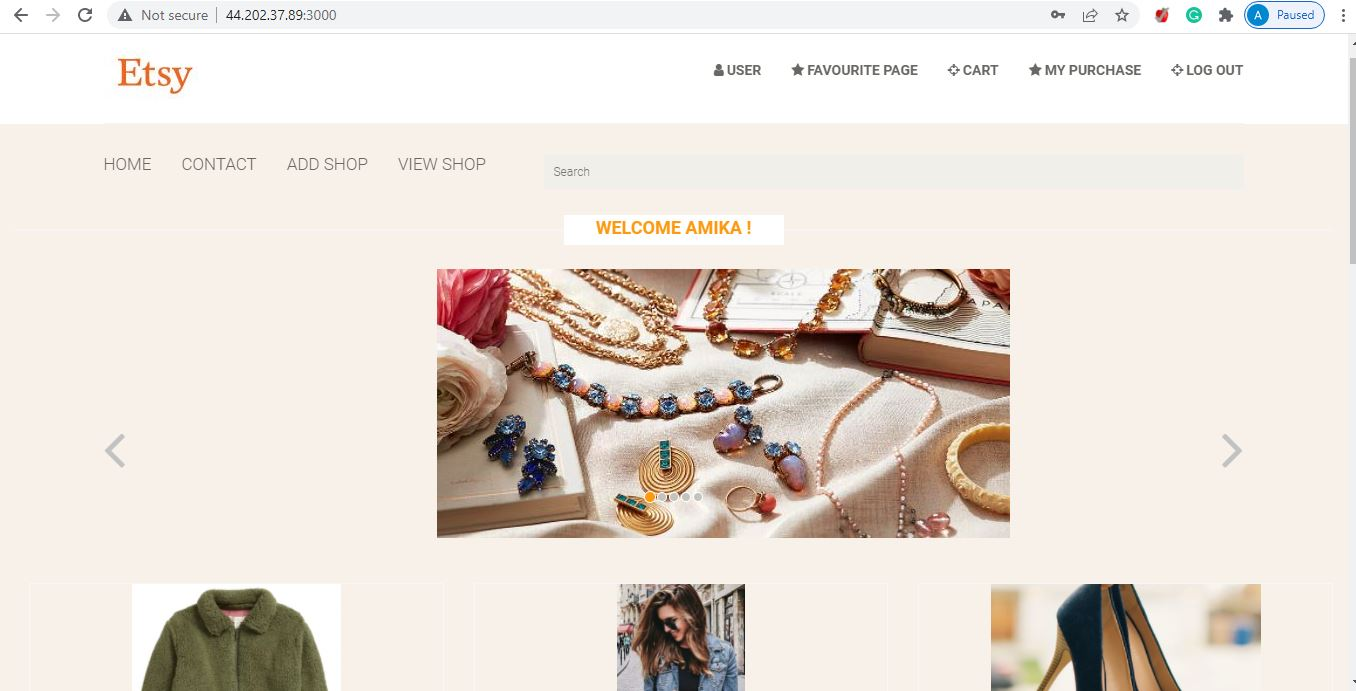 Not secure | 44.202.37.89:3000
A Paused
Etsy
USER FAVOURITE PAGE CART MY PURCHASE LOG OUT
HOME CONTACT ADD SHOP VIEW SHOP Search
WELCOME AMIKA !